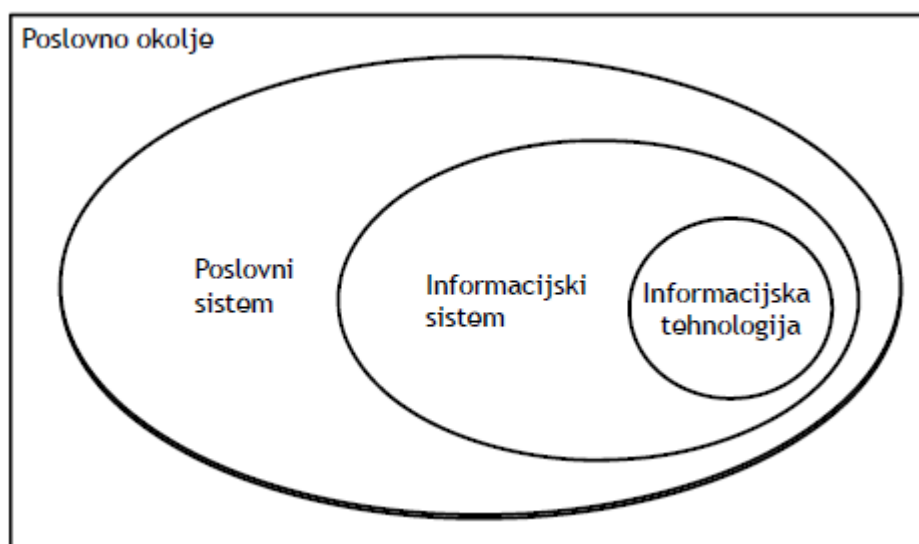 Poslovno okolje
Poslovni
sistem
Informacijski
sistem
Informacijska
tehnologija